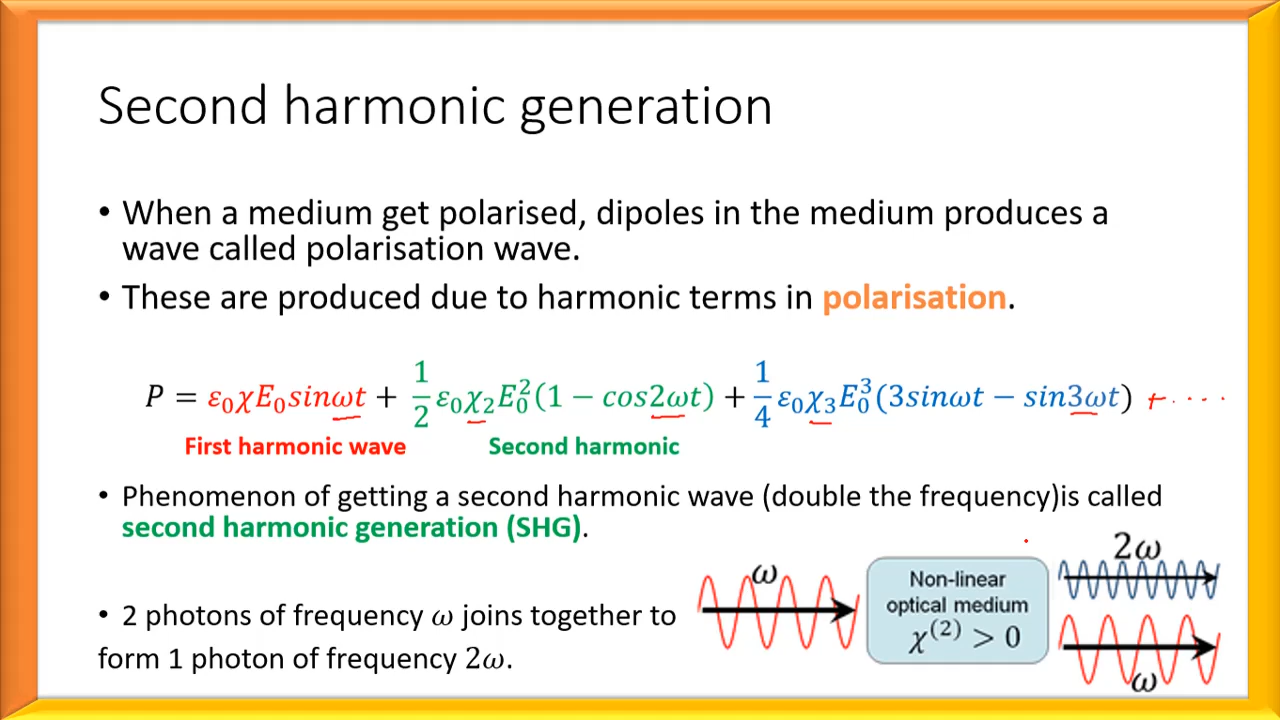 Second harmonic generation
• When a medium get polarised, dipoles in the medium produces a
wave called polarisation wave.
• These are produced due to harmonic terms in polarisation.
P = ε₀χE₀sinωt + 1/2 ε₀χ₂E₀²(1 − cos2ωt) + 1/4 ε₀χ₃E₀³(3sinωt − sin3ωt) + ....
First harmonic wave Second harmonic
• Phenomenon of getting a second harmonic wave (double the frequency)is called
second harmonic generation (SHG).
• 2 photons of frequency ω joins together to
form 1 photon of frequency 2ω.
ω
Non-linear
optical medium
χ⁽²⁾ > 0
2ω
ω